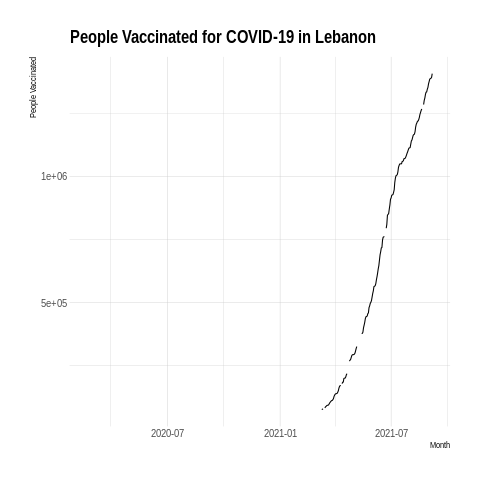 People Vaccinated for COVID-19 in Lebanon
People Vaccinated
1e+06
5e+05
2020-07
2021-01
2021-07
Month